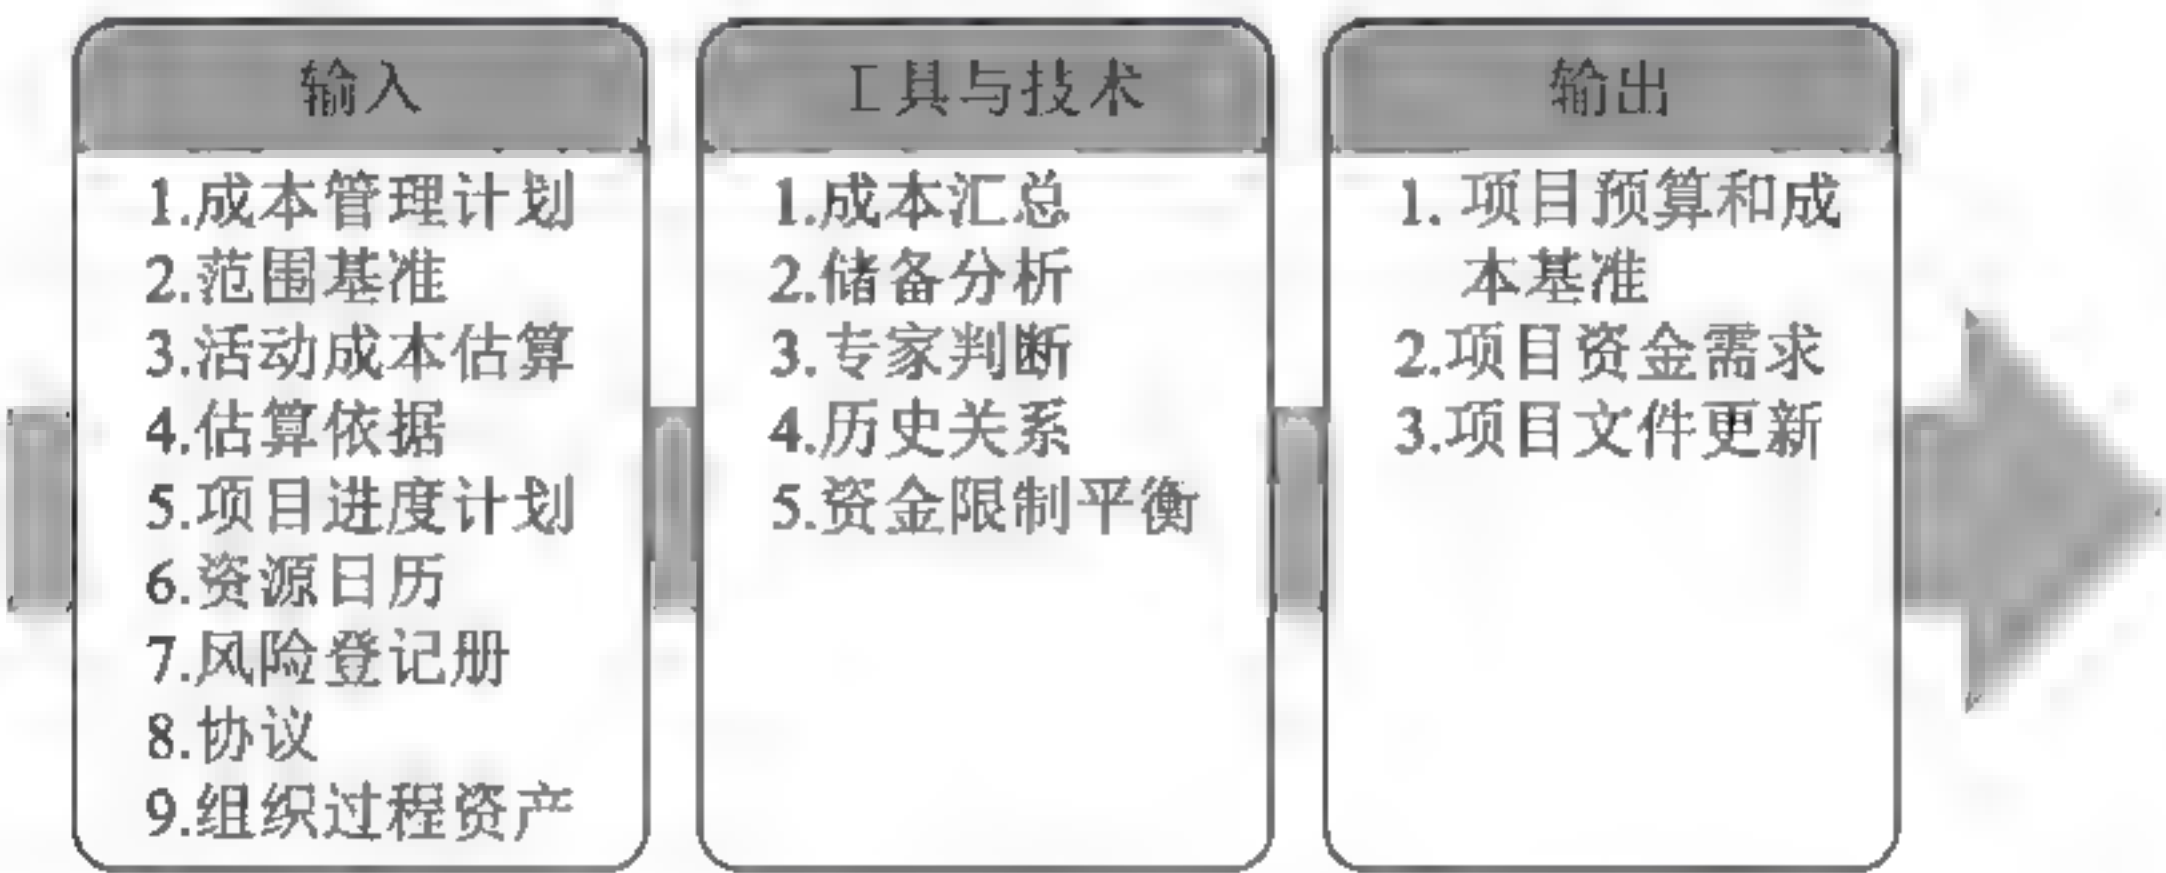 输入
1.成本管理计划
2.范围基准
3.活动成本估算
4.估算依据
5.项目进度计划
6.资源日历
7.风险登记册
8.协议
9.组织过程资产
工具与技术
1.成本汇总
2.储备分析
3.专家判断
4.历史关系
5.资金限制平衡
输出
1. 项目预算和成
本基准
2.项目资金需求
3.项目文件更新